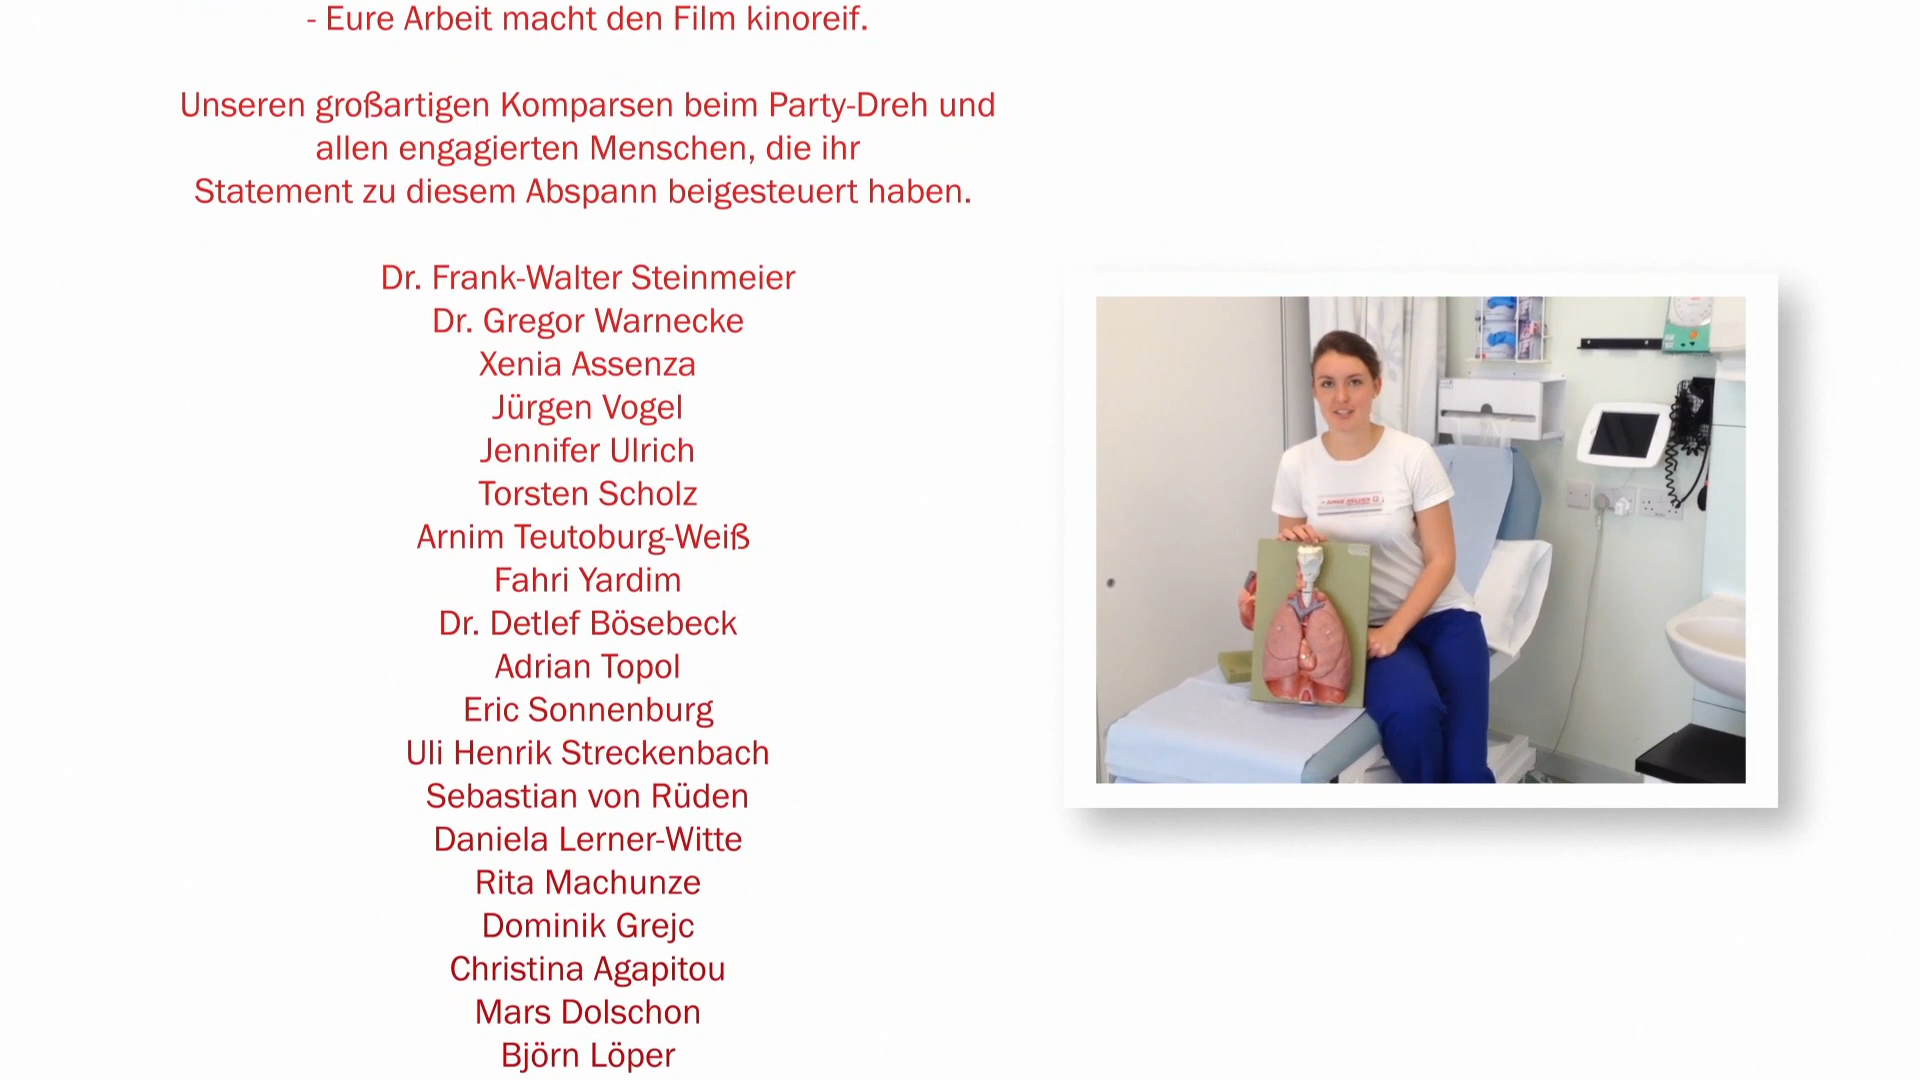 - Eure Arbeit macht den Film kinoreif.
Unseren großartigen Komparsen beim Party-Dreh und
allen engagierten Menschen, die ihr
Statement zu diesem Abspann beigesteuert haben.
Dr. Frank-Walter Steinmeier
Dr. Gregor Warnecke
Xenia Assenza
Jürgen Vogel
Jennifer Ulrich
Torsten Scholz
Arnim Teutoburg-Weiß
Fahri Yardim
Dr. Detlef Bösebeck
Adrian Topol
Eric Sonnenburg
Uli Henrik Streckenbach
Sebastian von Rüden
Daniela Lerner-Witte
Rita Machunze
Dominik Grejc
Christina Agapitou
Mars Dolschon
Björn Löper
JUNGE HELDEN